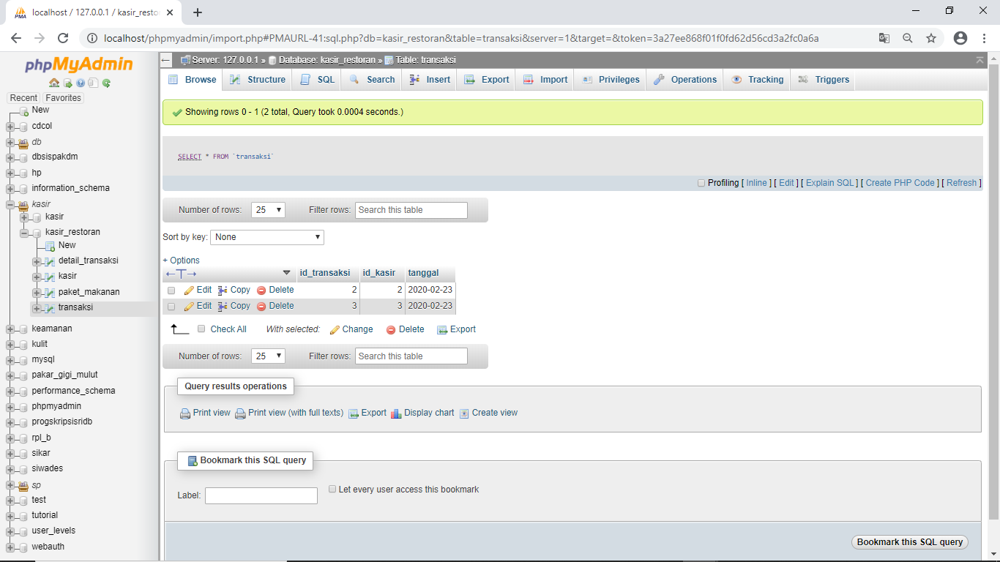 localhost / 127.0.0.1 / kasir_resto
localhost/phpmyadmin/import.php#PMAURL-41:sql.php?db=kasir_restoran&table=transaksi&server=1&target=&token=3a27ee868f01f0fd62d56cd3a2fc0a6a
phpMyAdmin
Recent Favorites
New
cdcol
db
dbsispakdm
hp
information_schema
kasir
kasir
kasir_restoran
New
detail_transaksi
kasir
paket_makanan
transaksi
keamanan
kulit
mysql
pakar_gigi_mulut
performance_schema
phpmyadmin
progskripsisridb
rpl_b
sikar
siwades
sp
test
tutorial
user_levels
webauth
Server: 127.0.0.1 » Database: kasir_restoran » Table: transaksi
Browse Structure SQL Search Insert Export Import Privileges Operations Tracking Triggers
Showing rows 0 - 1 (2 total, Query took 0.0004 seconds.)
SELECT * FROM `transaksi`
Profiling [ Inline ] [ Edit ] [ Explain SQL ] [ Create PHP Code ] [ Refresh ]
Number of rows: 25 Filter rows: Search this table
Sort by key: None
+ Options
←T→ id_transaksi id_kasir tanggal
Edit Copy Delete 2 2 2020-02-23
Edit Copy Delete 3 3 2020-02-23
Check All With selected: Change Delete Export
Number of rows: 25 Filter rows: Search this table
Query results operations
Print view Print view (with full texts) Export Display chart Create view
Bookmark this SQL query
Label: Let every user access this bookmark
Bookmark this SQL query